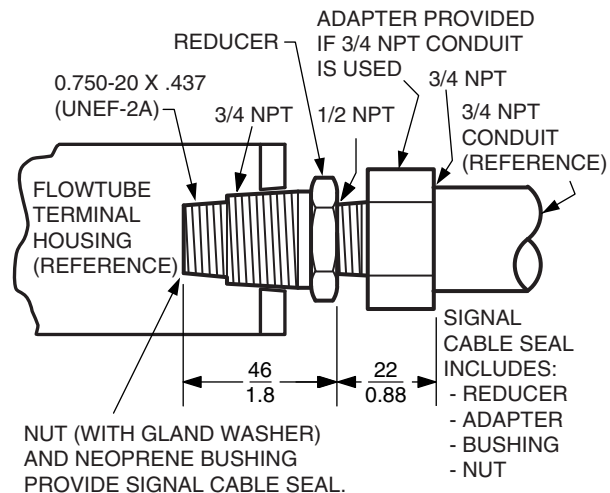 ADAPTER PROVIDED
IF 3/4 NPT CONDUIT
IS USED
REDUCER
0.750-20 X .437
(UNEF-2A)
3/4 NPT
1/2 NPT
3/4 NPT
3/4 NPT
CONDUIT
(REFERENCE)
FLOWTUBE
TERMINAL
HOUSING
(REFERENCE)
46
1.8
22
0.88
SIGNAL
CABLE SEAL
INCLUDES:
- REDUCER
- ADAPTER
- BUSHING
- NUT
NUT (WITH GLAND WASHER)
AND NEOPRENE BUSHING
PROVIDE SIGNAL CABLE SEAL.